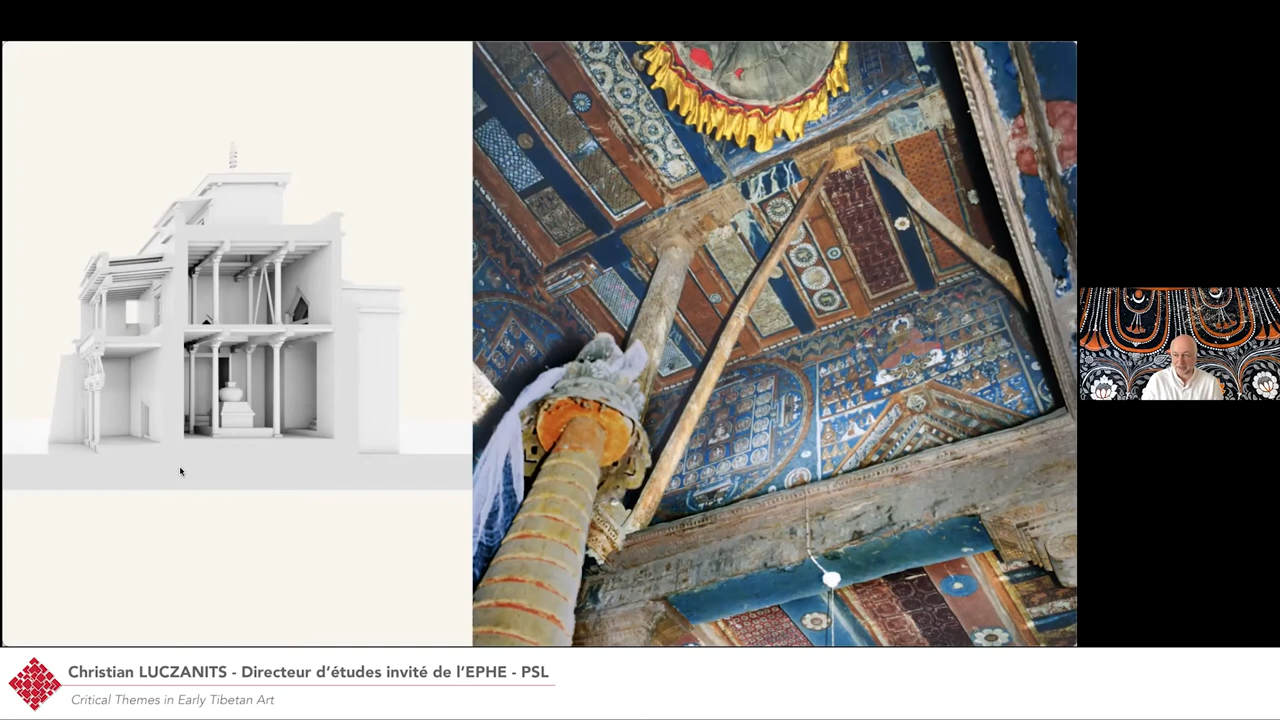 Christian LUCZANITS - Directeur d'études invité de l'EPHE - PSL
Critical Themes in Early Tibetan Art